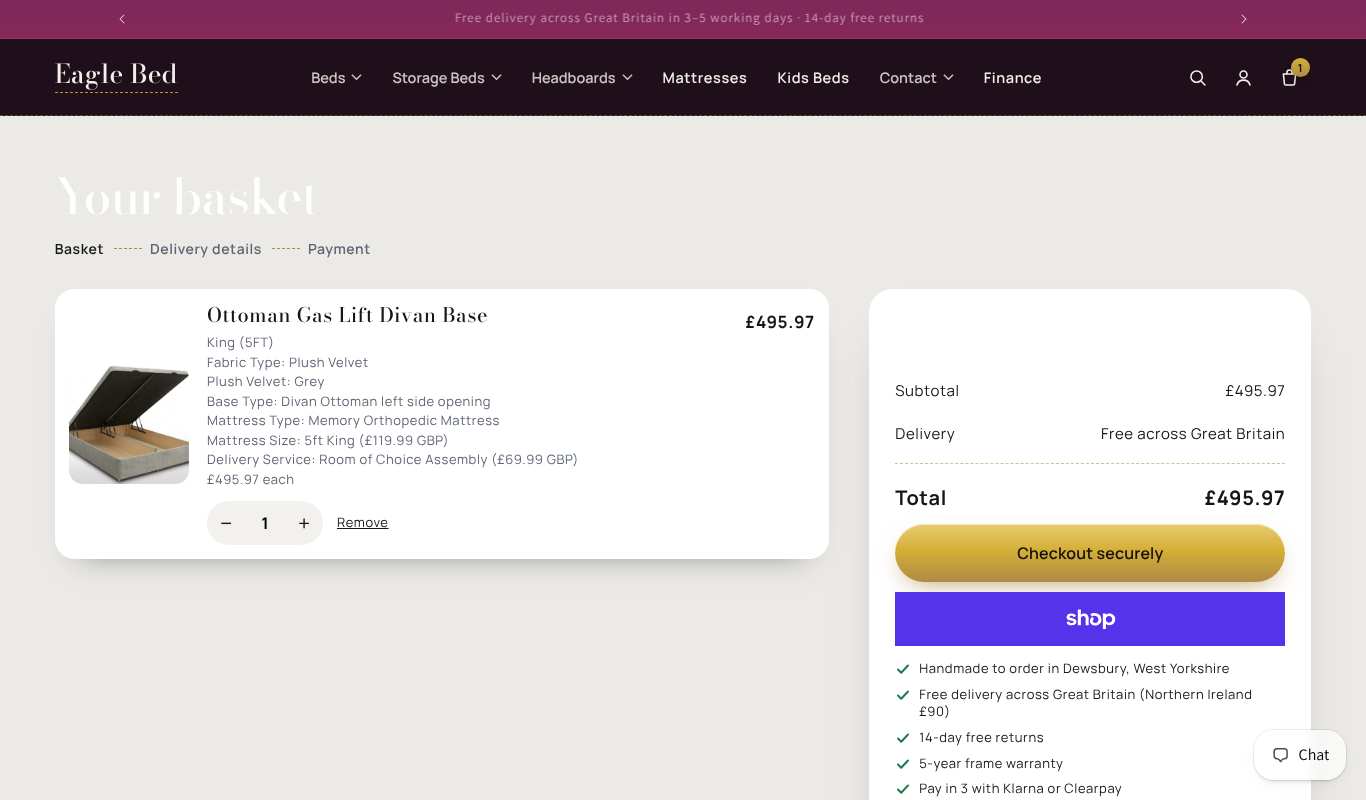 Free delivery across Great Britain in 3–5 working days · 14-day free returns
Eagle Bed
Beds
Storage Beds
Headboards
Mattresses
Kids Beds
Contact
Finance
1
Your basket
Basket
Delivery details
Payment
Ottoman Gas Lift Divan Base
£495.97
King (5FT)
Fabric Type: Plush Velvet
Plush Velvet: Grey
Base Type: Divan Ottoman left side opening
Mattress Type: Memory Orthopedic Mattress
Mattress Size: 5ft King (£119.99 GBP)
Delivery Service: Room of Choice Assembly (£69.99 GBP)
£495.97 each
− 1 +
Remove
Subtotal £495.97
Delivery Free across Great Britain
Total £495.97
Checkout securely
shop
Handmade to order in Dewsbury, West Yorkshire
Free delivery across Great Britain (Northern Ireland
£90)
14-day free returns
5-year frame warranty
Pay in 3 with Klarna or Clearpay
Chat